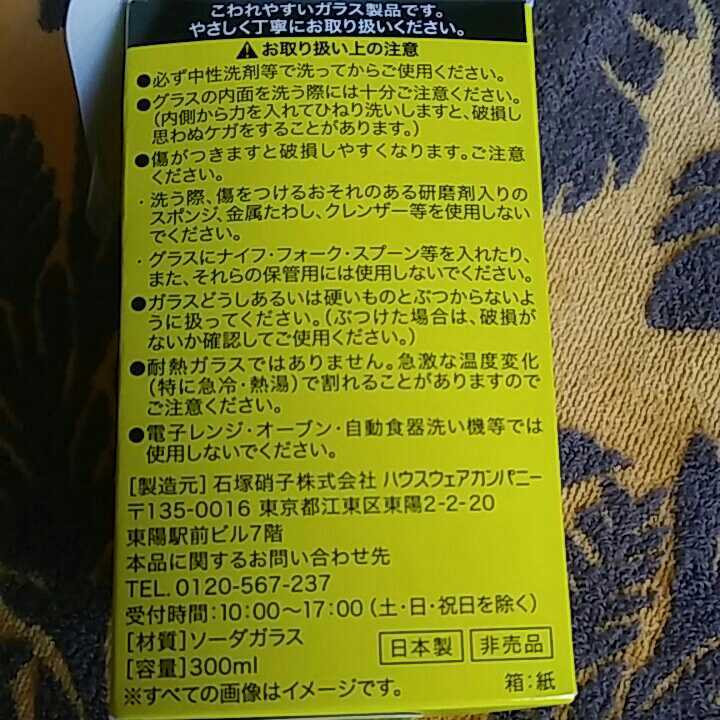 こわれやすいガラス製品です。
やさしく丁寧にお取り扱いください。
⚠お取り扱い上の注意
●必ず中性洗剤等で洗ってからご使用ください。
●グラスの内面を洗う際には十分ご注意ください。
(内側から力を入れてひねり洗いしますと、破損し
思わぬケガをすることがあります。)
●傷がつきますと破損しやすくなります。ご注意
ください。
・洗う際、傷をつけるおそれのある研磨剤入りの
スポンジ、金属たわし、クレンザー等を使用しない
でください。
・グラスにナイフ・フォーク・スプーン等を入れたり、
また、それらの保管用には使用しないでください。
●ガラスどうしあるいは硬いものとぶつからないよ
うに扱ってください。(ぶつけた場合は、破損が
ないか確認してご使用ください。)
●耐熱ガラスではありません。急激な温度変化
(特に急冷・熱湯)で割れることがありますので
ご注意ください。
●電子レンジ・オーブン・自動食器洗い機等では
使用しないでください。
[製造元]石塚硝子株式会社 ハウスウェアカンパニー
〒135-0016 東京都江東区東陽2-2-20
東陽駅前ビル7階
本品に関するお問い合わせ先
TEL. 0120-567-237
受付時間:10:00〜17:00(土・日・祝日を除く)
[材質]ソーダガラス
[容量]300ml
日本製 非売品
※すべての画像はイメージです。
箱:紙